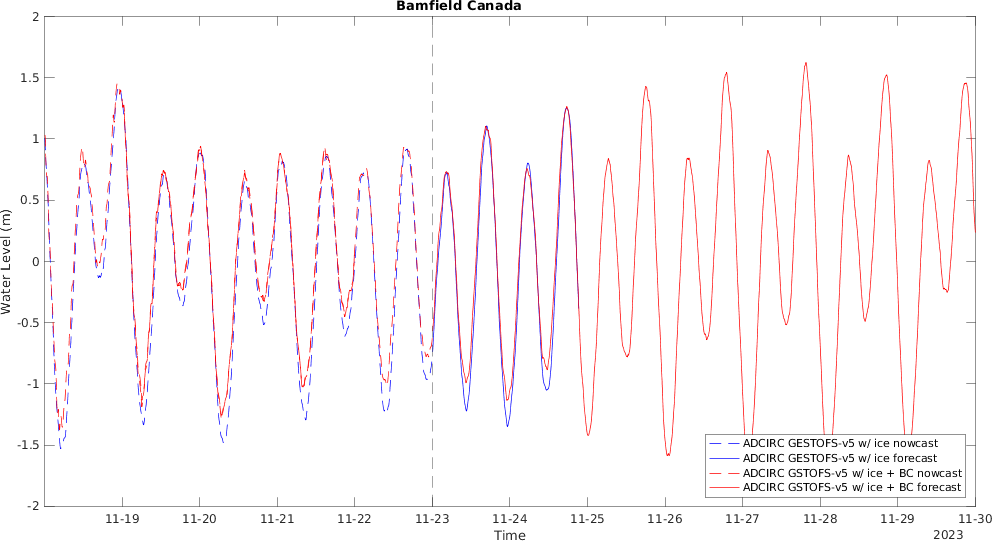 Bamfield Canada
Water Level (m)
2
1.5
1
0.5
0
-0.5
-1
-1.5
-2
ADCIRC GESTOFS-v5 w/ ice nowcast
ADCIRC GESTOFS-v5 w/ ice forecast
ADCIRC GSTOFS-v5 w/ ice + BC nowcast
ADCIRC GSTOFS-v5 w/ ice + BC forecast
11-19 11-20 11-21 11-22 11-23 11-24 11-25 11-26 11-27 11-28 11-29 11-30
Time
2023